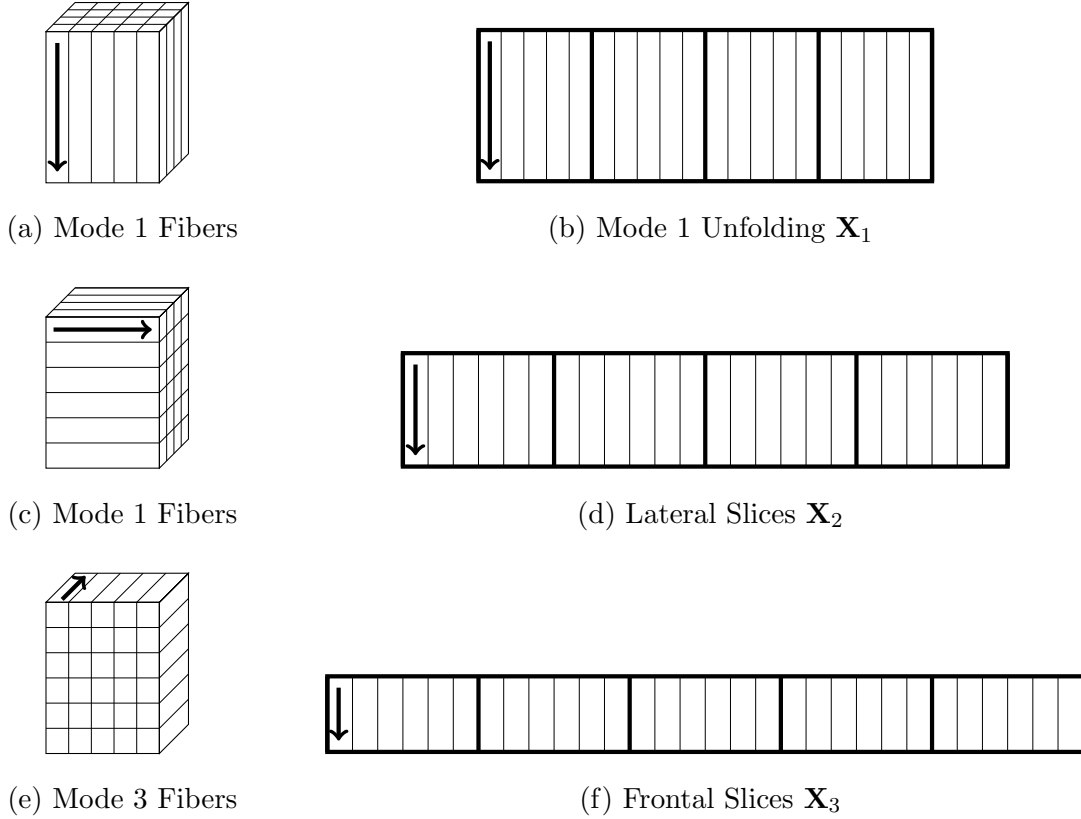 (a) Mode 1 Fibers
(b) Mode 1 Unfolding X₁
(c) Mode 1 Fibers
(d) Lateral Slices X₂
(e) Mode 3 Fibers
(f) Frontal Slices X₃